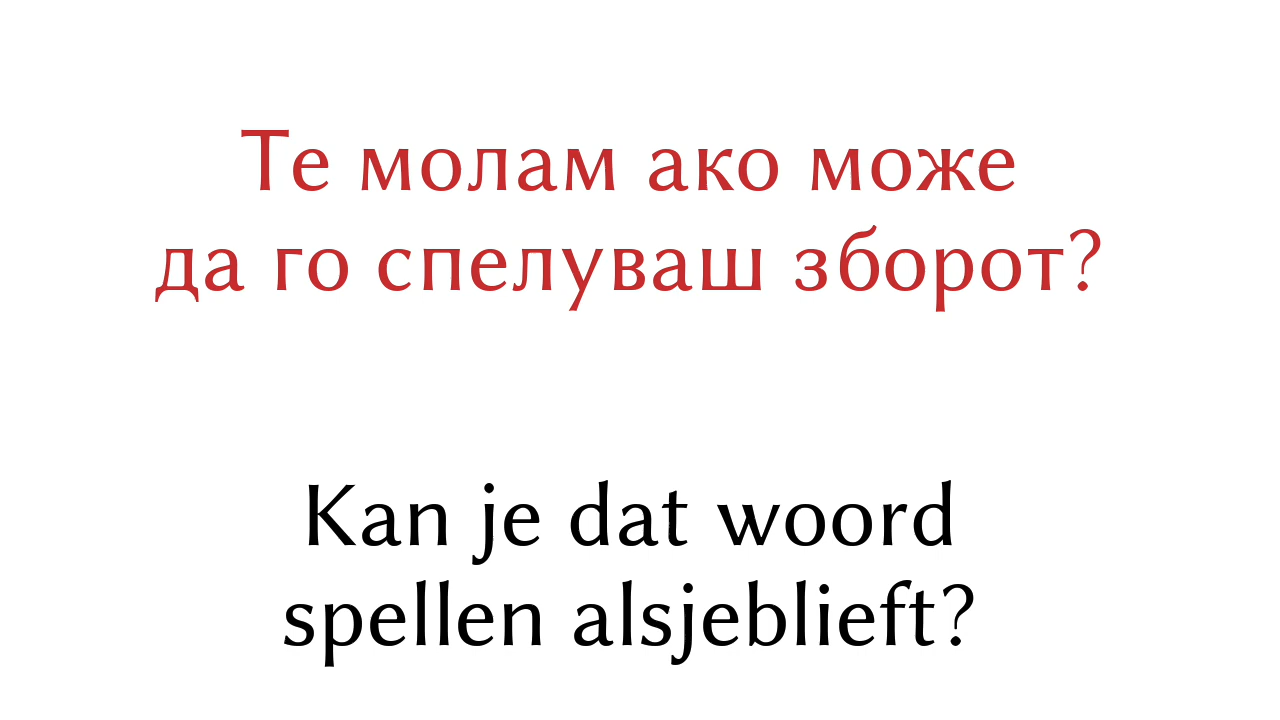 Те молам ако може
да го спелуваш зборот?
Kan je dat woord
spellen alsjeblieft?